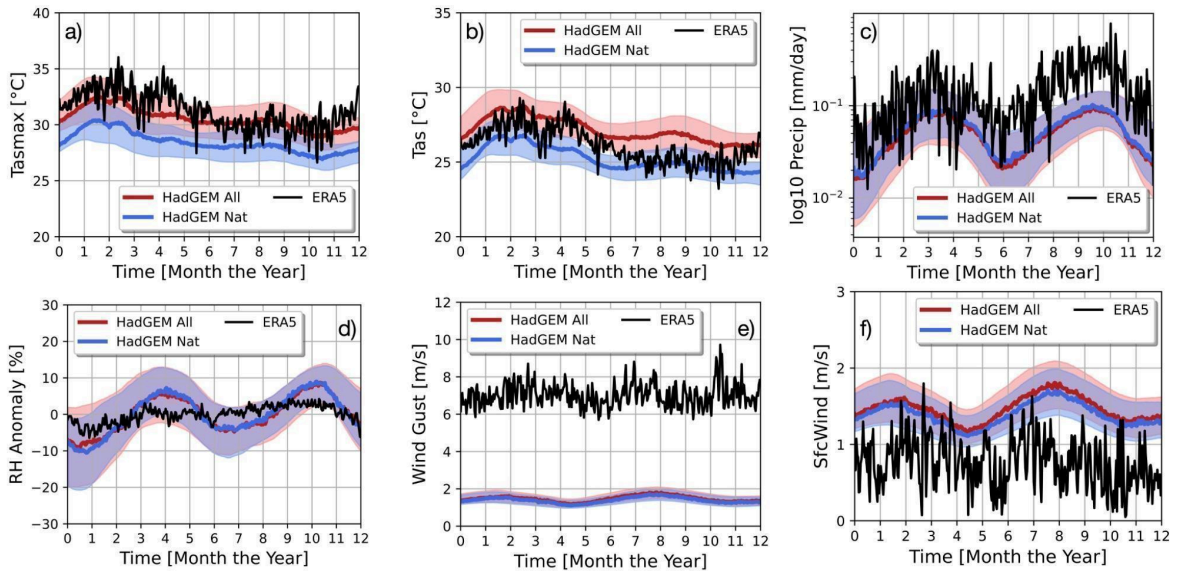 a)
Tasmax [°C]
40
35
30
25
20
HadGEM All
HadGEM Nat
ERA5
0 1 2 3 4 5 6 7 8 9 10 11 12
Time [Month the Year]
b)
Tas [°C]
35
30
25
20
HadGEM All
HadGEM Nat
ERA5
0 1 2 3 4 5 6 7 8 9 10 11 12
Time [Month the Year]
c)
log10 Precip [mm/day]
10⁻¹
10⁻²
HadGEM All
HadGEM Nat
ERA5
0 1 2 3 4 5 6 7 8 9 10 11 12
Time [Month the Year]
d)
RH Anomaly [%]
30
20
10
0
−10
−20
−30
HadGEM All
HadGEM Nat
ERA5
0 1 2 3 4 5 6 7 8 9 10 11 12
Time [Month the Year]
e)
Wind Gust [m/s]
12
10
8
6
4
2
0
HadGEM All
HadGEM Nat
ERA5
0 1 2 3 4 5 6 7 8 9 10 11 12
Time [Month the Year]
f)
SfcWind [m/s]
3
2
1
0
HadGEM All
HadGEM Nat
ERA5
0 1 2 3 4 5 6 7 8 9 10 11 12
Time [Month the Year]